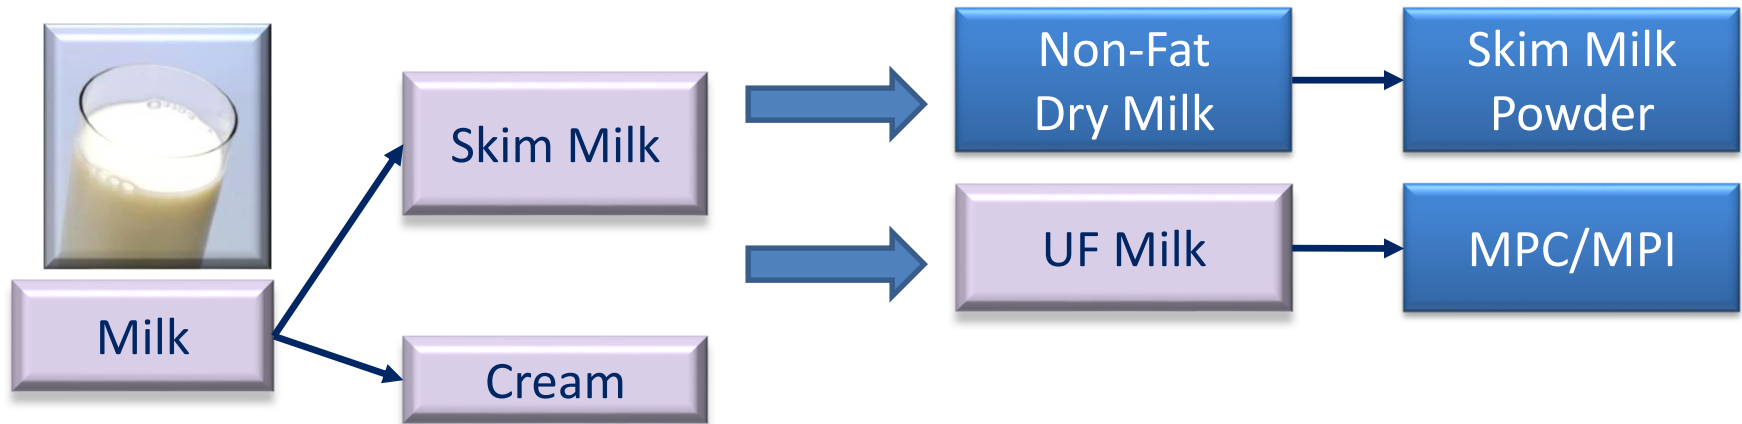 Milk
Skim Milk
Cream
Non-Fat
Dry Milk
Skim Milk
Powder
UF Milk
MPC/MPI